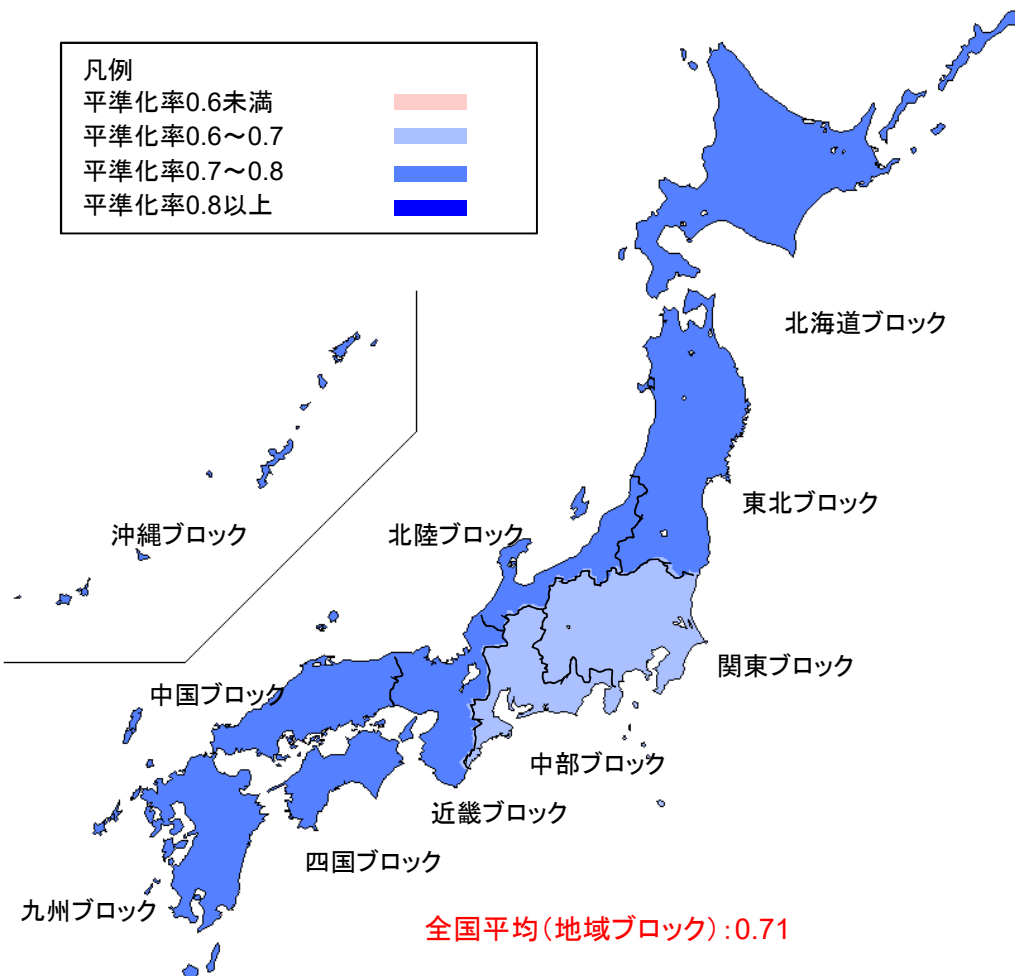 凡例
平準化率0.6未満
平準化率0.6～0.7
平準化率0.7～0.8
平準化率0.8以上
北海道ブロック
東北ブロック
沖縄ブロック
北陸ブロック
関東ブロック
中国ブロック
中部ブロック
近畿ブロック
四国ブロック
九州ブロック
全国平均(地域ブロック):0.71